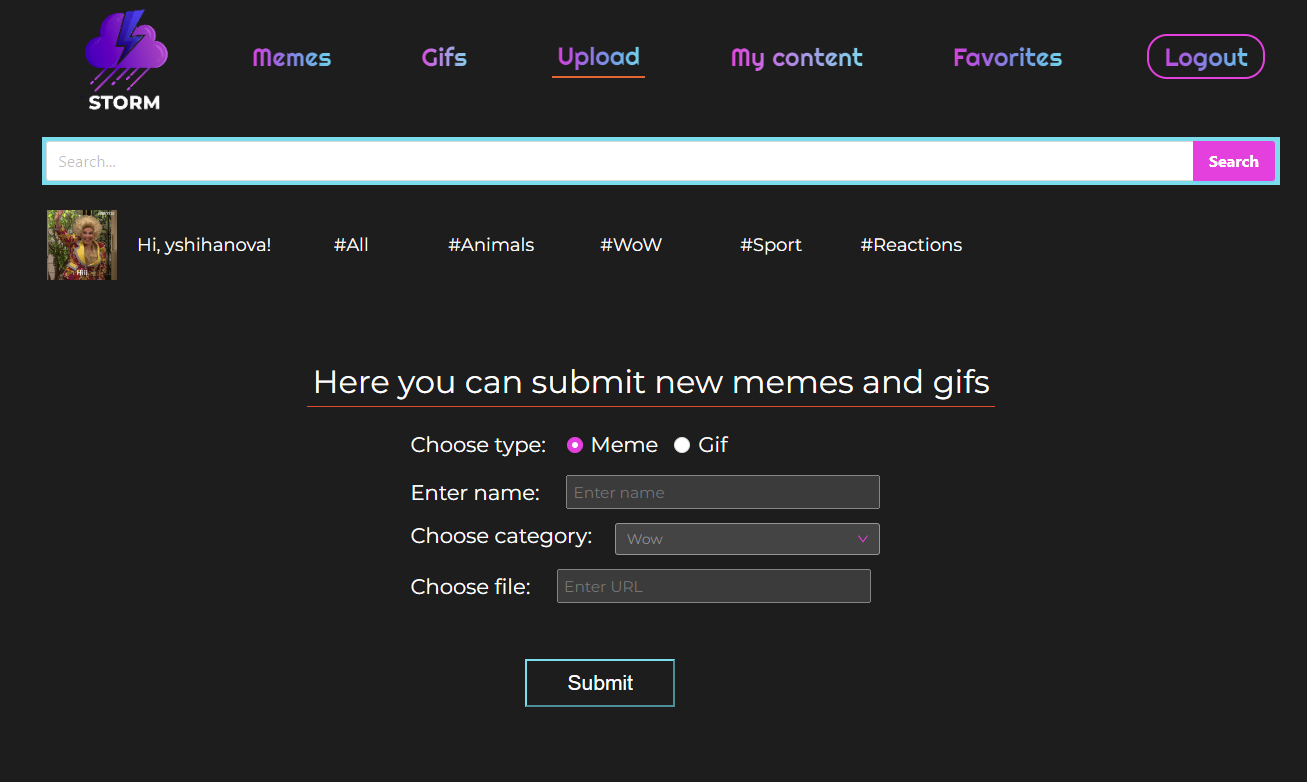 STORM
Memes Gifs Upload My content Favorites Logout
Search... Search
Hi, yshihanova! #All #Animals #WoW #Sport #Reactions
Here you can submit new memes and gifs
Choose type: Meme Gif
Enter name: Enter name
Choose category: Wow
Choose file: Enter URL
Submit